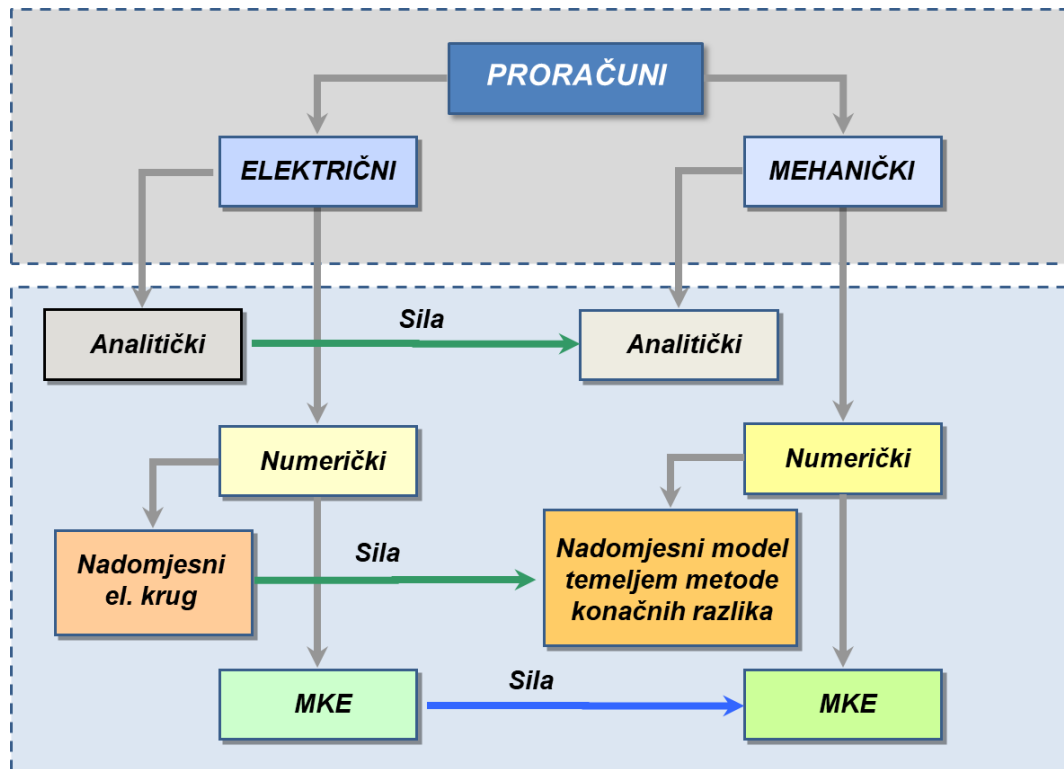 PRORAČUNI
ELEKTRIČNI
MEHANIČKI
Sila
Analitički
Analitički
Numerički
Numerički
Nadomjesni
el. krug
Sila
Nadomjesni model
temeljem metode
konačnih razlika
Sila
MKE
MKE